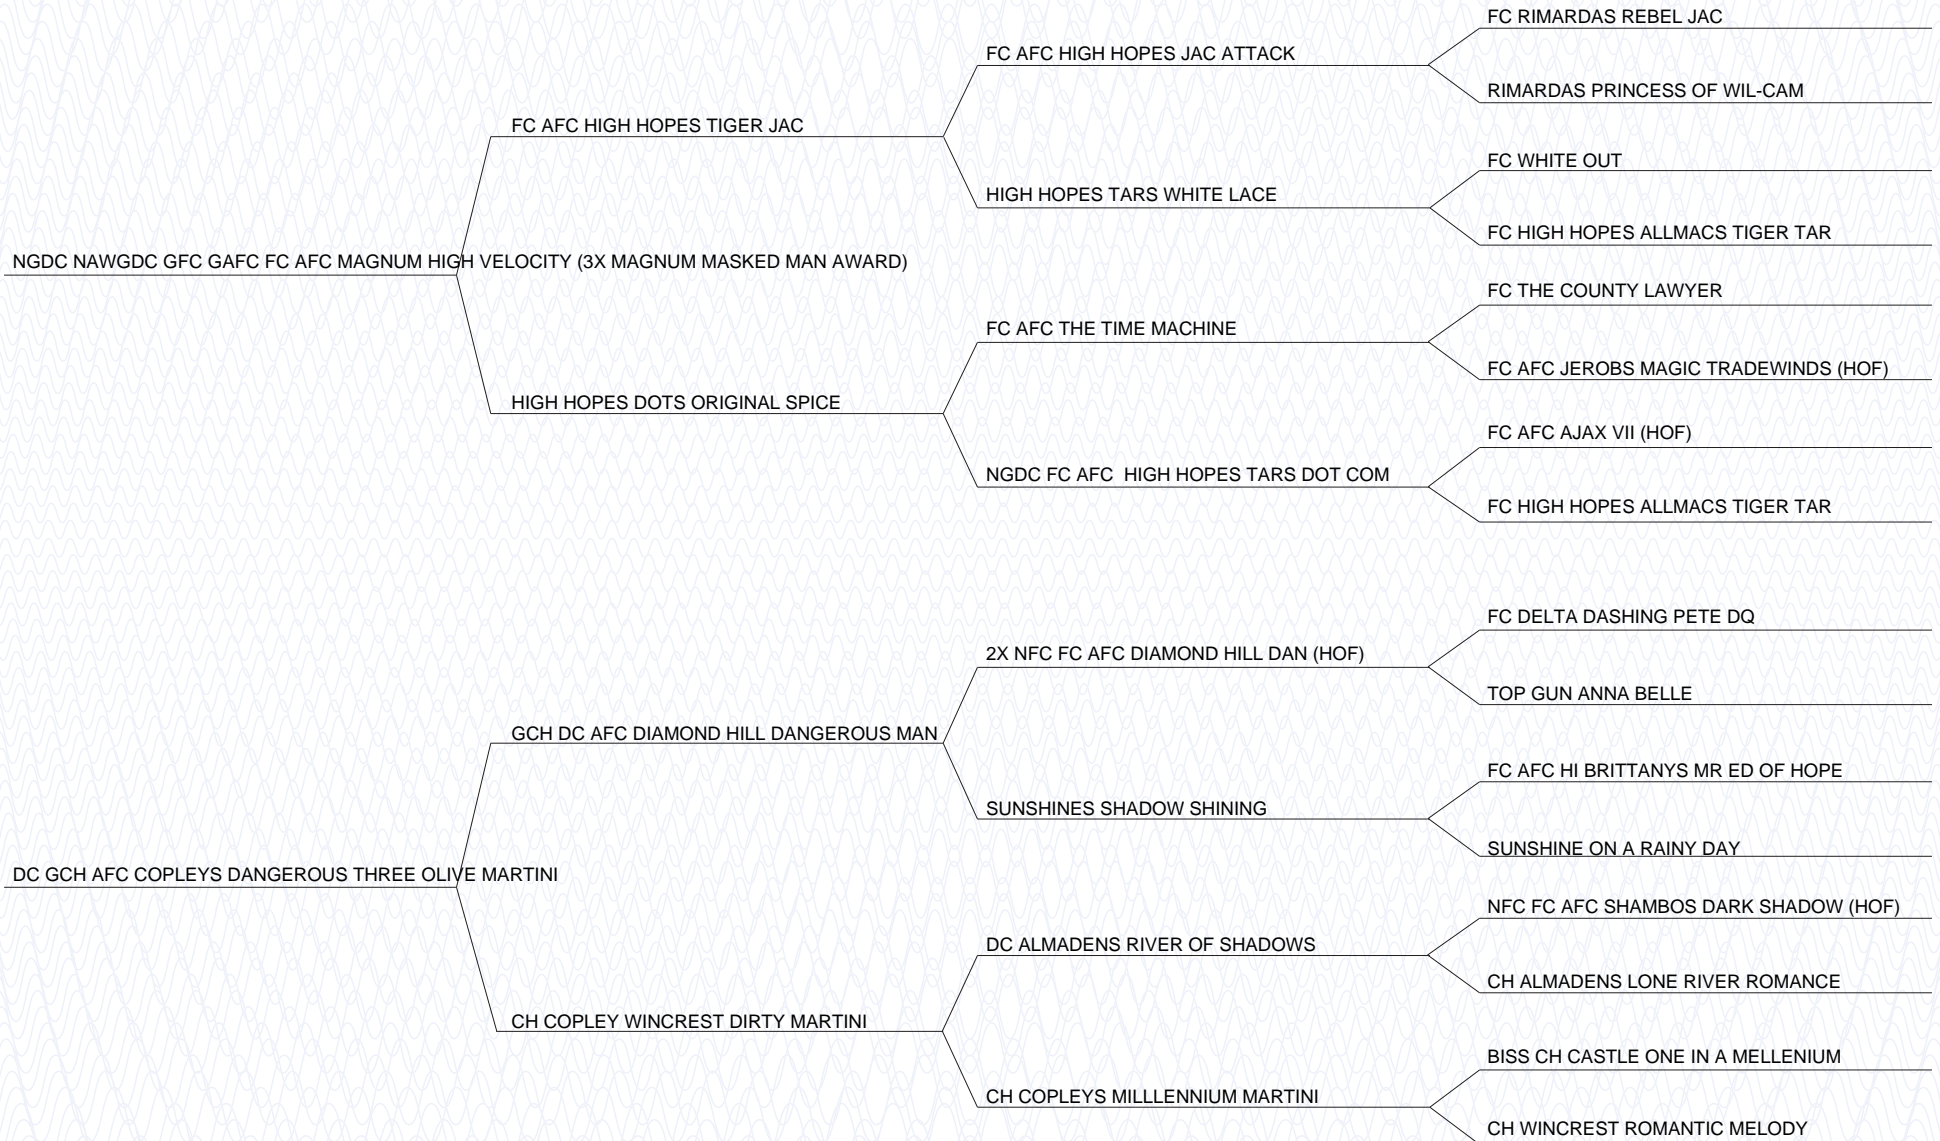 FC RIMARDAS REBEL JAC
FC AFC HIGH HOPES JAC ATTACK
RIMARDAS PRINCESS OF WIL-CAM
FC AFC HIGH HOPES TIGER JAC
FC WHITE OUT
HIGH HOPES TARS WHITE LACE
FC HIGH HOPES ALLMACS TIGER TAR
NGDC NAWGDC GFC GAFC FC AFC MAGNUM HIGH VELOCITY (3X MAGNUM MASKED MAN AWARD)
FC THE COUNTY LAWYER
FC AFC THE TIME MACHINE
FC AFC JEROBS MAGIC TRADEWINDS (HOF)
HIGH HOPES DOTS ORIGINAL SPICE
FC AFC AJAX VII (HOF)
NGDC FC AFC  HIGH HOPES TARS DOT COM
FC HIGH HOPES ALLMACS TIGER TAR
FC DELTA DASHING PETE DQ
2X NFC FC AFC DIAMOND HILL DAN (HOF)
TOP GUN ANNA BELLE
GCH DC AFC DIAMOND HILL DANGEROUS MAN
FC AFC HI BRITTANYS MR ED OF HOPE
SUNSHINES SHADOW SHINING
SUNSHINE ON A RAINY DAY
DC GCH AFC COPLEYS DANGEROUS THREE OLIVE MARTINI
NFC FC AFC SHAMBOS DARK SHADOW (HOF)
DC ALMADENS RIVER OF SHADOWS
CH ALMADENS LONE RIVER ROMANCE
CH COPLEY WINCREST DIRTY MARTINI
BISS CH CASTLE ONE IN A MELLENIUM
CH COPLEYS MILLLENNIUM MARTINI
CH WINCREST ROMANTIC MELODY